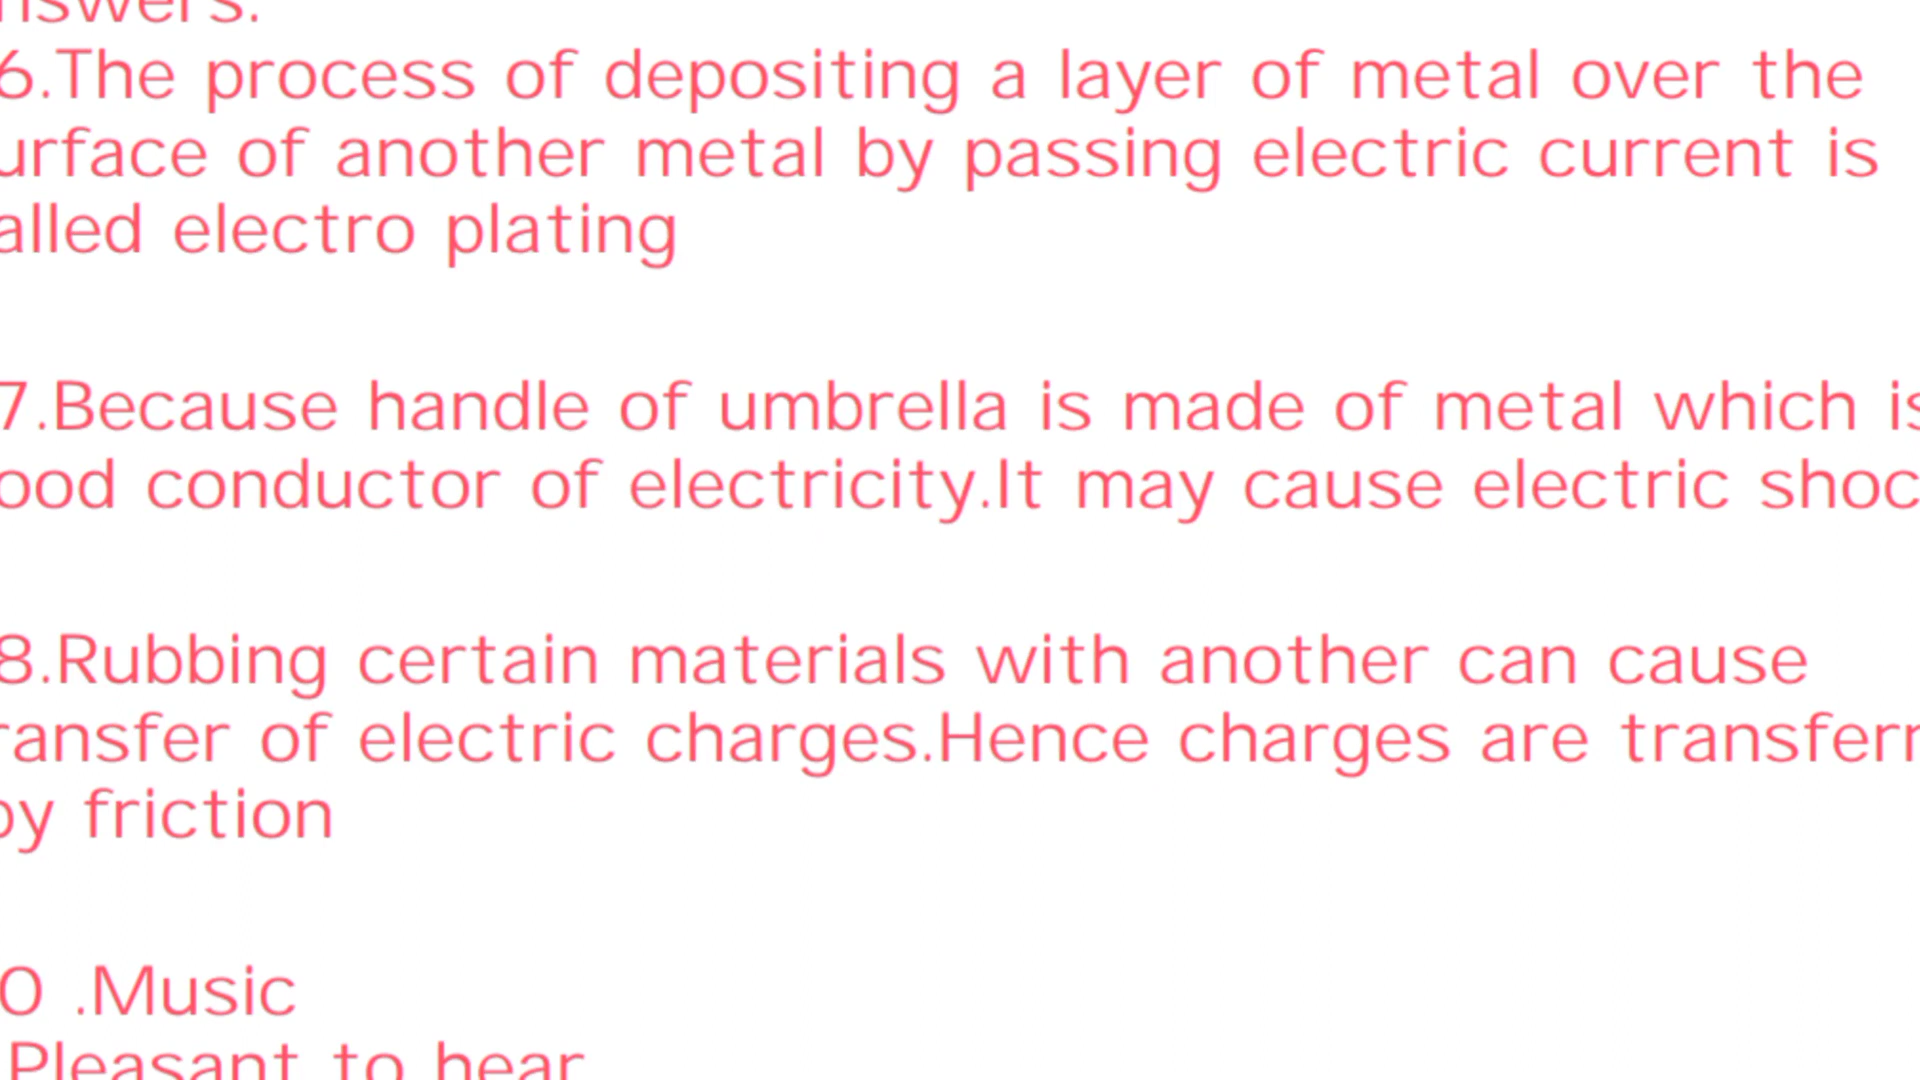 nswers.
6.The process of depositing a layer of metal over the
urface of another metal by passing electric current is
alled electro plating
7.Because handle of umbrella is made of metal which is
ood conductor of electricity.It may cause electric shoc
8.Rubbing certain materials with another can cause
ransfer of electric charges.Hence charges are transferr
by friction
0 .Music
Pleasant to hear